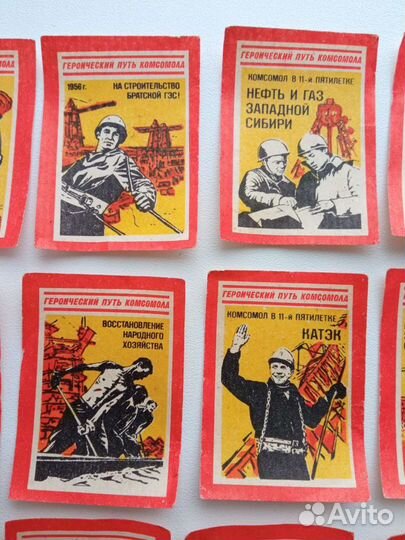 ГЕРОИЧЕСКИЙ ПУТЬ КОМСОМОЛА
1956 г. НА СТРОИТЕЛЬСТВО
БРАТСКОЙ ГЭС!
ГЕРОИЧЕСКИЙ ПУТЬ КОМСОМОЛА
КОМСОМОЛ В 11-й ПЯТИЛЕТКЕ
НЕФТЬ И ГАЗ
ЗАПАДНОЙ
СИБИРИ
ГЕРОИЧЕСКИЙ ПУТЬ КОМСОМОЛА
ВОССТАНОВЛЕНИЕ
НАРОДНОГО
ХОЗЯЙСТВА
ГЕРОИЧЕСКИЙ ПУТЬ КОМСОМОЛА
КОМСОМОЛ В 11-й ПЯТИЛЕТКЕ
КАТЭК
Avito